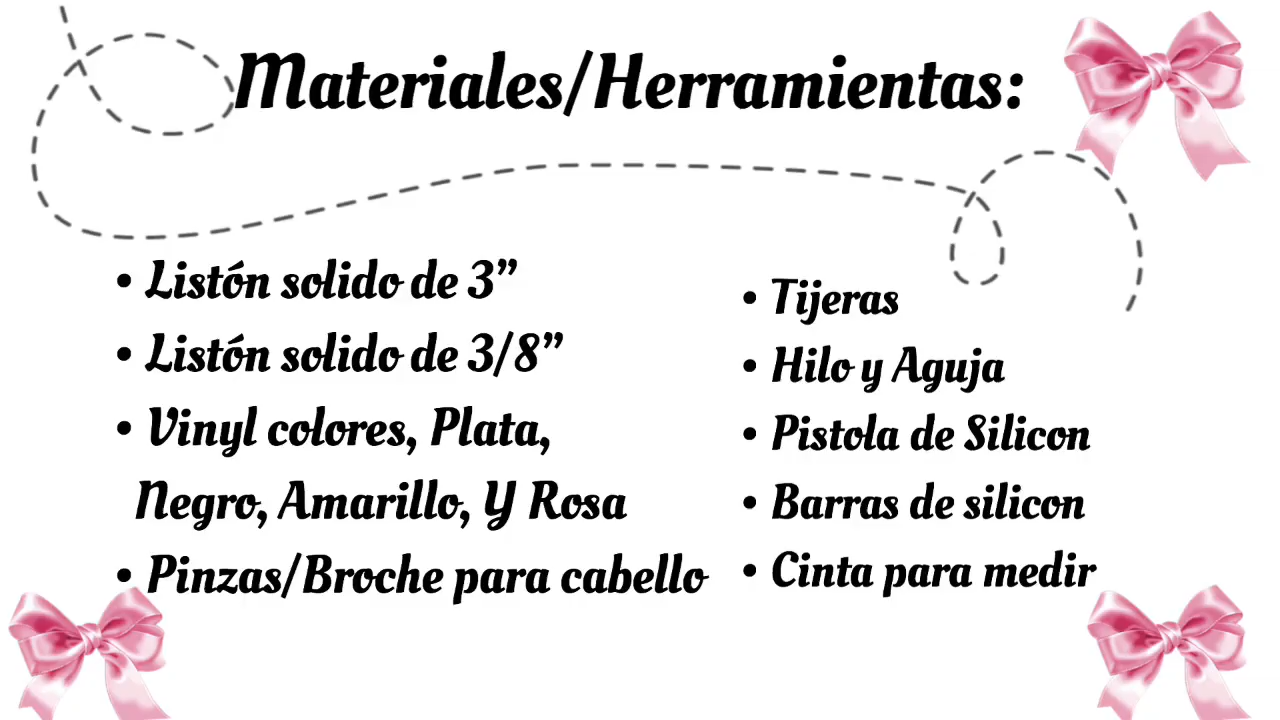 Materiales/Herramientas:
• Listón solido de 3”
• Listón solido de 3/8”
• Vinyl colores, Plata,
Negro, Amarillo, Y Rosa
• Pinzas/Broche para cabello
• Tijeras
• Hilo y Aguja
• Pistola de Silicon
• Barras de silicon
• Cinta para medir